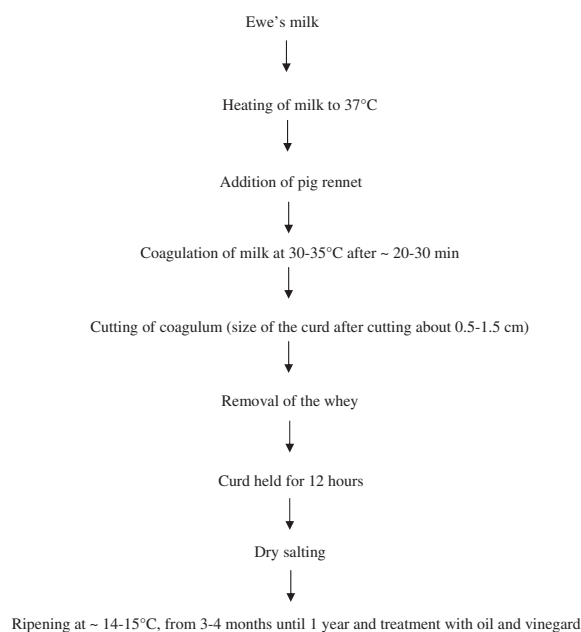 Ewe's milk
Heating of milk to 37°C
Addition of pig rennet
Coagulation of milk at 30-35°C after ~ 20-30 min
Cutting of coagulum (size of the curd after cutting about 0.5-1.5 cm)
Removal of the whey
Curd held for 12 hours
Dry salting
Ripening at ~ 14-15°C, from 3-4 months until 1 year and treatment with oil and vinegard